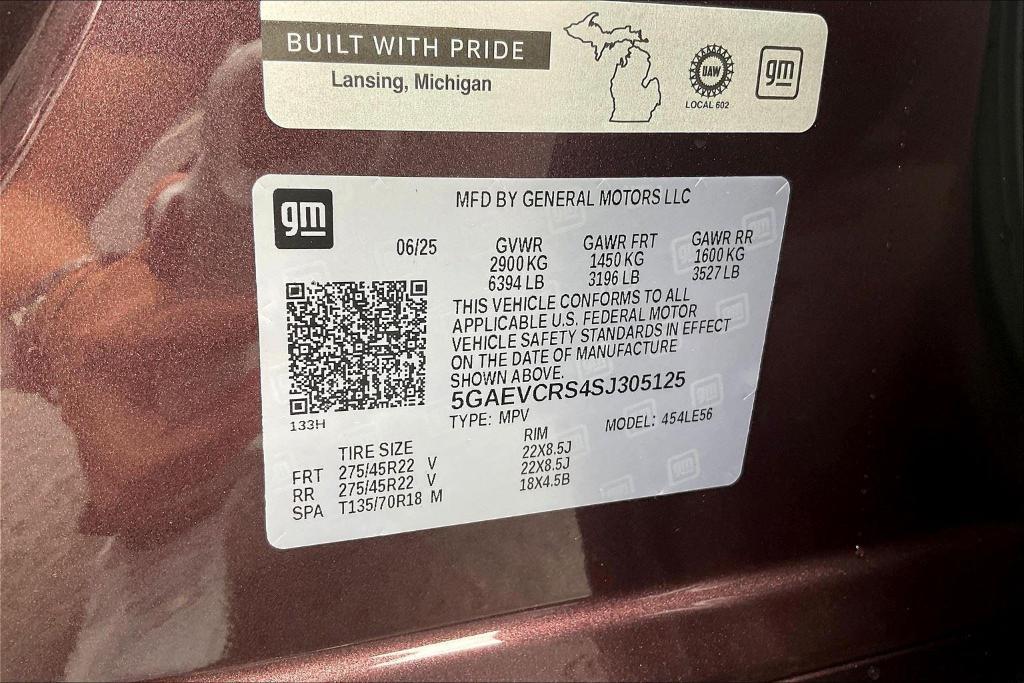 BUILT WITH PRIDE
Lansing, Michigan
UAW
LOCAL 602
gm
gm
MFD BY GENERAL MOTORS LLC
06/25 GVWR GAWR FRT GAWR RR
2900 KG 1450 KG 1600 KG
6394 LB 3196 LB 3527 LB
THIS VEHICLE CONFORMS TO ALL
APPLICABLE U.S. FEDERAL MOTOR
VEHICLE SAFETY STANDARDS IN EFFECT
ON THE DATE OF MANUFACTURE
SHOWN ABOVE.
5GAEVCRS4SJ305125
TYPE: MPV MODEL: 454LE56
133H
TIRE SIZE RIM
FRT 275/45R22 V 22X8.5J
RR 275/45R22 V 22X8.5J
SPA T135/70R18 M 18X4.5B